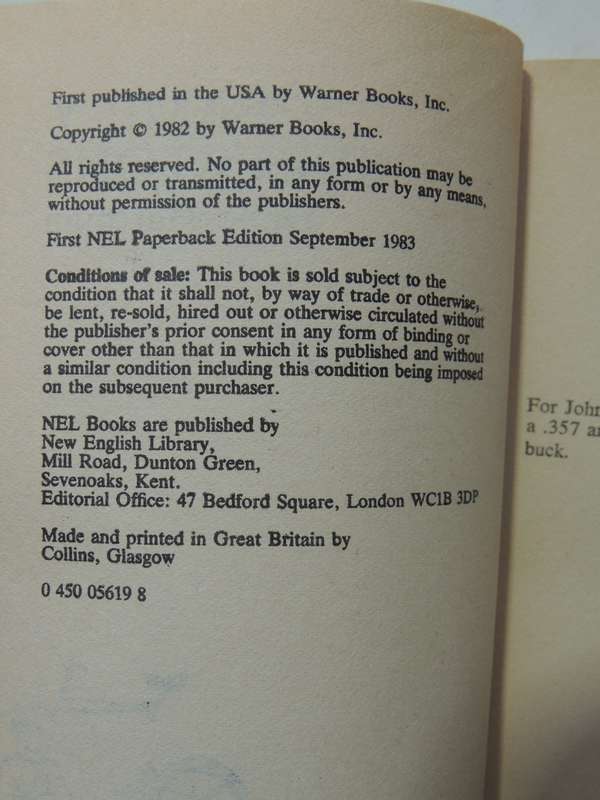 First published in the USA by Warner Books, Inc.
Copyright © 1982 by Warner Books, Inc.
All rights reserved. No part of this publication may be
reproduced or transmitted, in any form or by any means,
without permission of the publishers.
First NEL Paperback Edition September 1983
Conditions of sale: This book is sold subject to the
condition that it shall not, by way of trade or otherwise,
be lent, re-sold, hired out or otherwise circulated without
the publisher's prior consent in any form of binding or
cover other than that in which it is published and without
a similar condition including this condition being imposed
on the subsequent purchaser.
NEL Books are published by
New English Library,
Mill Road, Dunton Green,
Sevenoaks, Kent.
Editorial Office: 47 Bedford Square, London WC1B 3DP
Made and printed in Great Britain by
Collins, Glasgow
0 450 05619 8
For John
a .357 
buck.